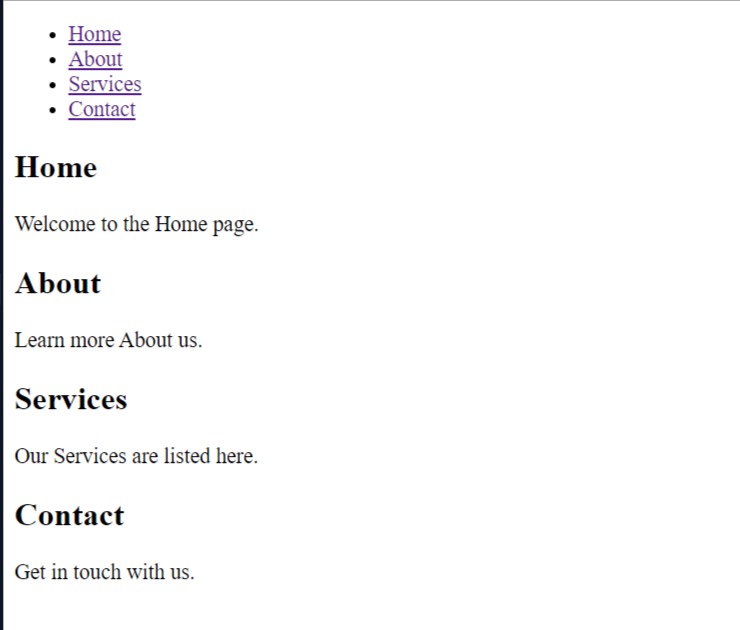 Home
About
Services
Contact
Home
Welcome to the Home page.
About
Learn more About us.
Services
Our Services are listed here.
Contact
Get in touch with us.